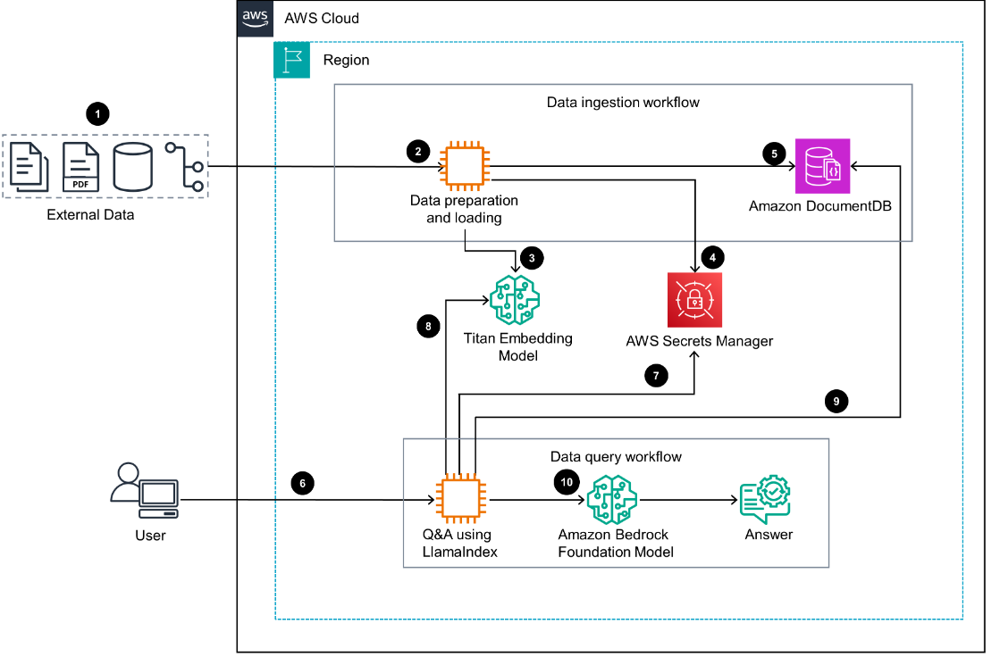 aws
AWS Cloud
Region
Data ingestion workflow
1
2
5
PDF
External Data
Data preparation
and loading
Amazon DocumentDB
3
4
8
Titan Embedding
Model
AWS Secrets Manager
7
9
Data query workflow
6
10
User
Q&A using
LlamaIndex
Amazon Bedrock
Foundation Model
Answer